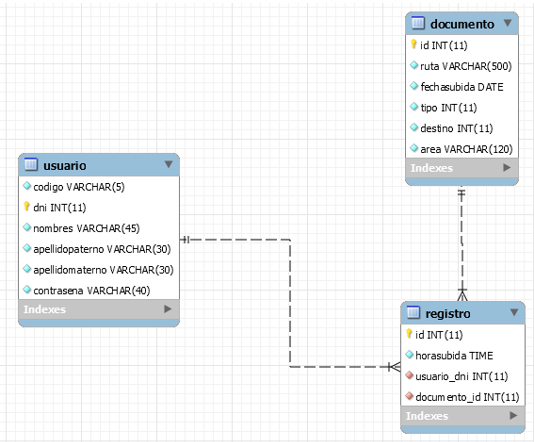 documento
id INT(11)
ruta VARCHAR(500)
fechasubida DATE
tipo INT(11)
destino INT(11)
area VARCHAR(120)
Indexes
usuario
codigo VARCHAR(5)
dni INT(11)
nombres VARCHAR(45)
apellidopaterno VARCHAR(30)
apellidomaterno VARCHAR(30)
contrasena VARCHAR(40)
Indexes
registro
id INT(11)
horasubida TIME
usuario_dni INT(11)
documento_id INT(11)
Indexes